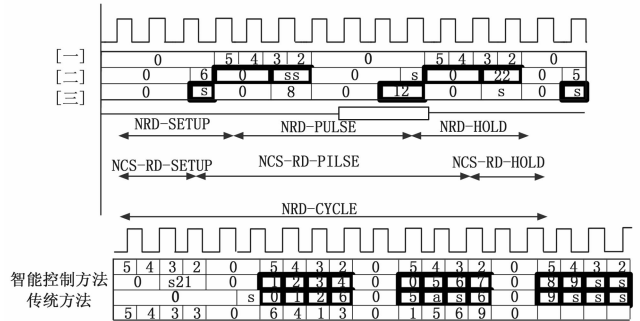 [一] 0 5 4 3 2 0 5 4 3 2 0
[二] 0 6 0 ss 0 s 0 22 0 5
[三] 0 s 0 8 0 12 0 s 0 s
NRD-SETUP NRD-PULSE NRD-HOLD
NCS-RD-SETUP NCS-RD-PILSE NCS-RD-HOLD
NRD-CYCLE
5 4 3 2 0 5 4 3 2 0 5 4 3 2 0 5 4 3 2
智能控制方法 0 s21 0 1 2 3 4 0 0 5 6 7 0 8 9 s s
传统方法 0 s 0 1 2 6 0 5 a s 6 0 9 s s s
5 4 3 3 0 6 4 1 3 0 1 5 6 9 0